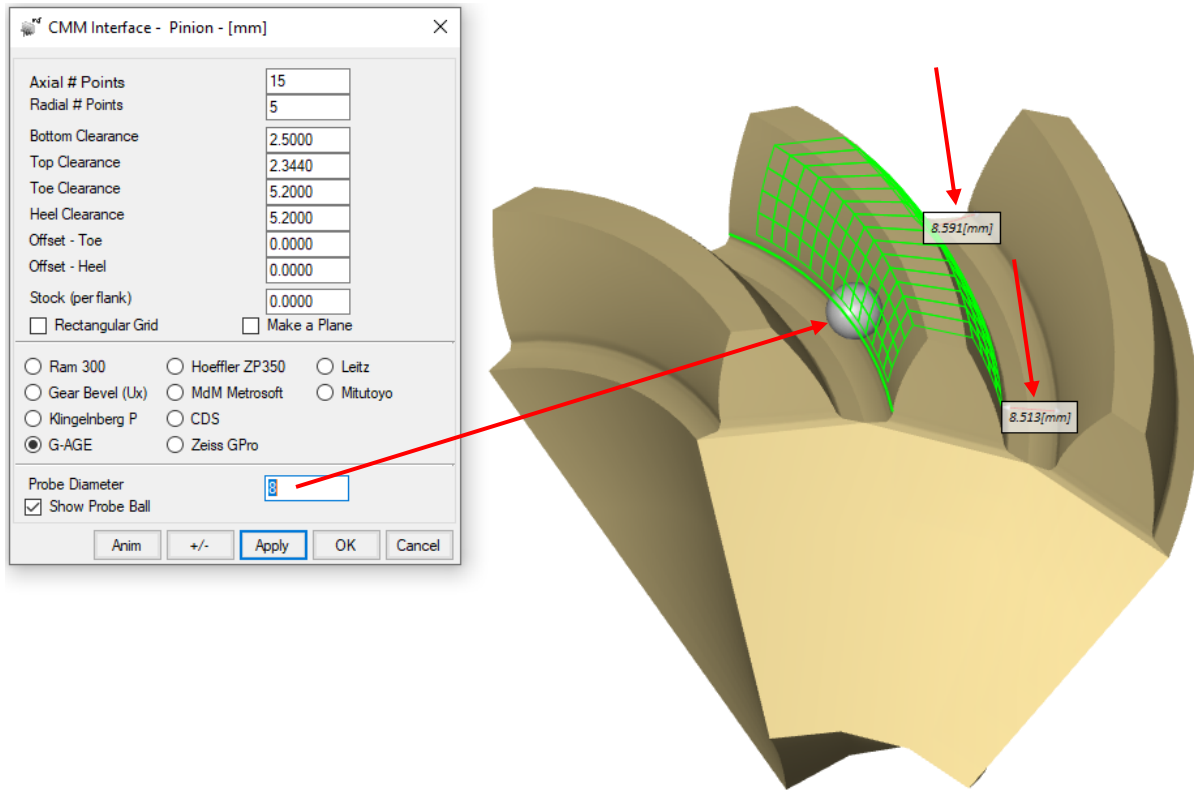 CMM Interface - Pinion - [mm]
Axial # Points 15
Radial # Points 5
Bottom Clearance 2.5000
Top Clearance 2.3440
Toe Clearance 5.2000
Heel Clearance 5.2000
Offset - Toe 0.0000
Offset - Heel 0.0000
Stock (per flank) 0.0000
Rectangular Grid Make a Plane
Ram 300 Hoeffler ZP350 Leitz
Gear Bevel (Ux) MdM Metrosoft Mitutoyo
Klingelnberg P CDS
G-AGE Zeiss GPro
Probe Diameter 8
Show Probe Ball
Anim +/- Apply OK Cancel
8.591[mm]
8.513[mm]